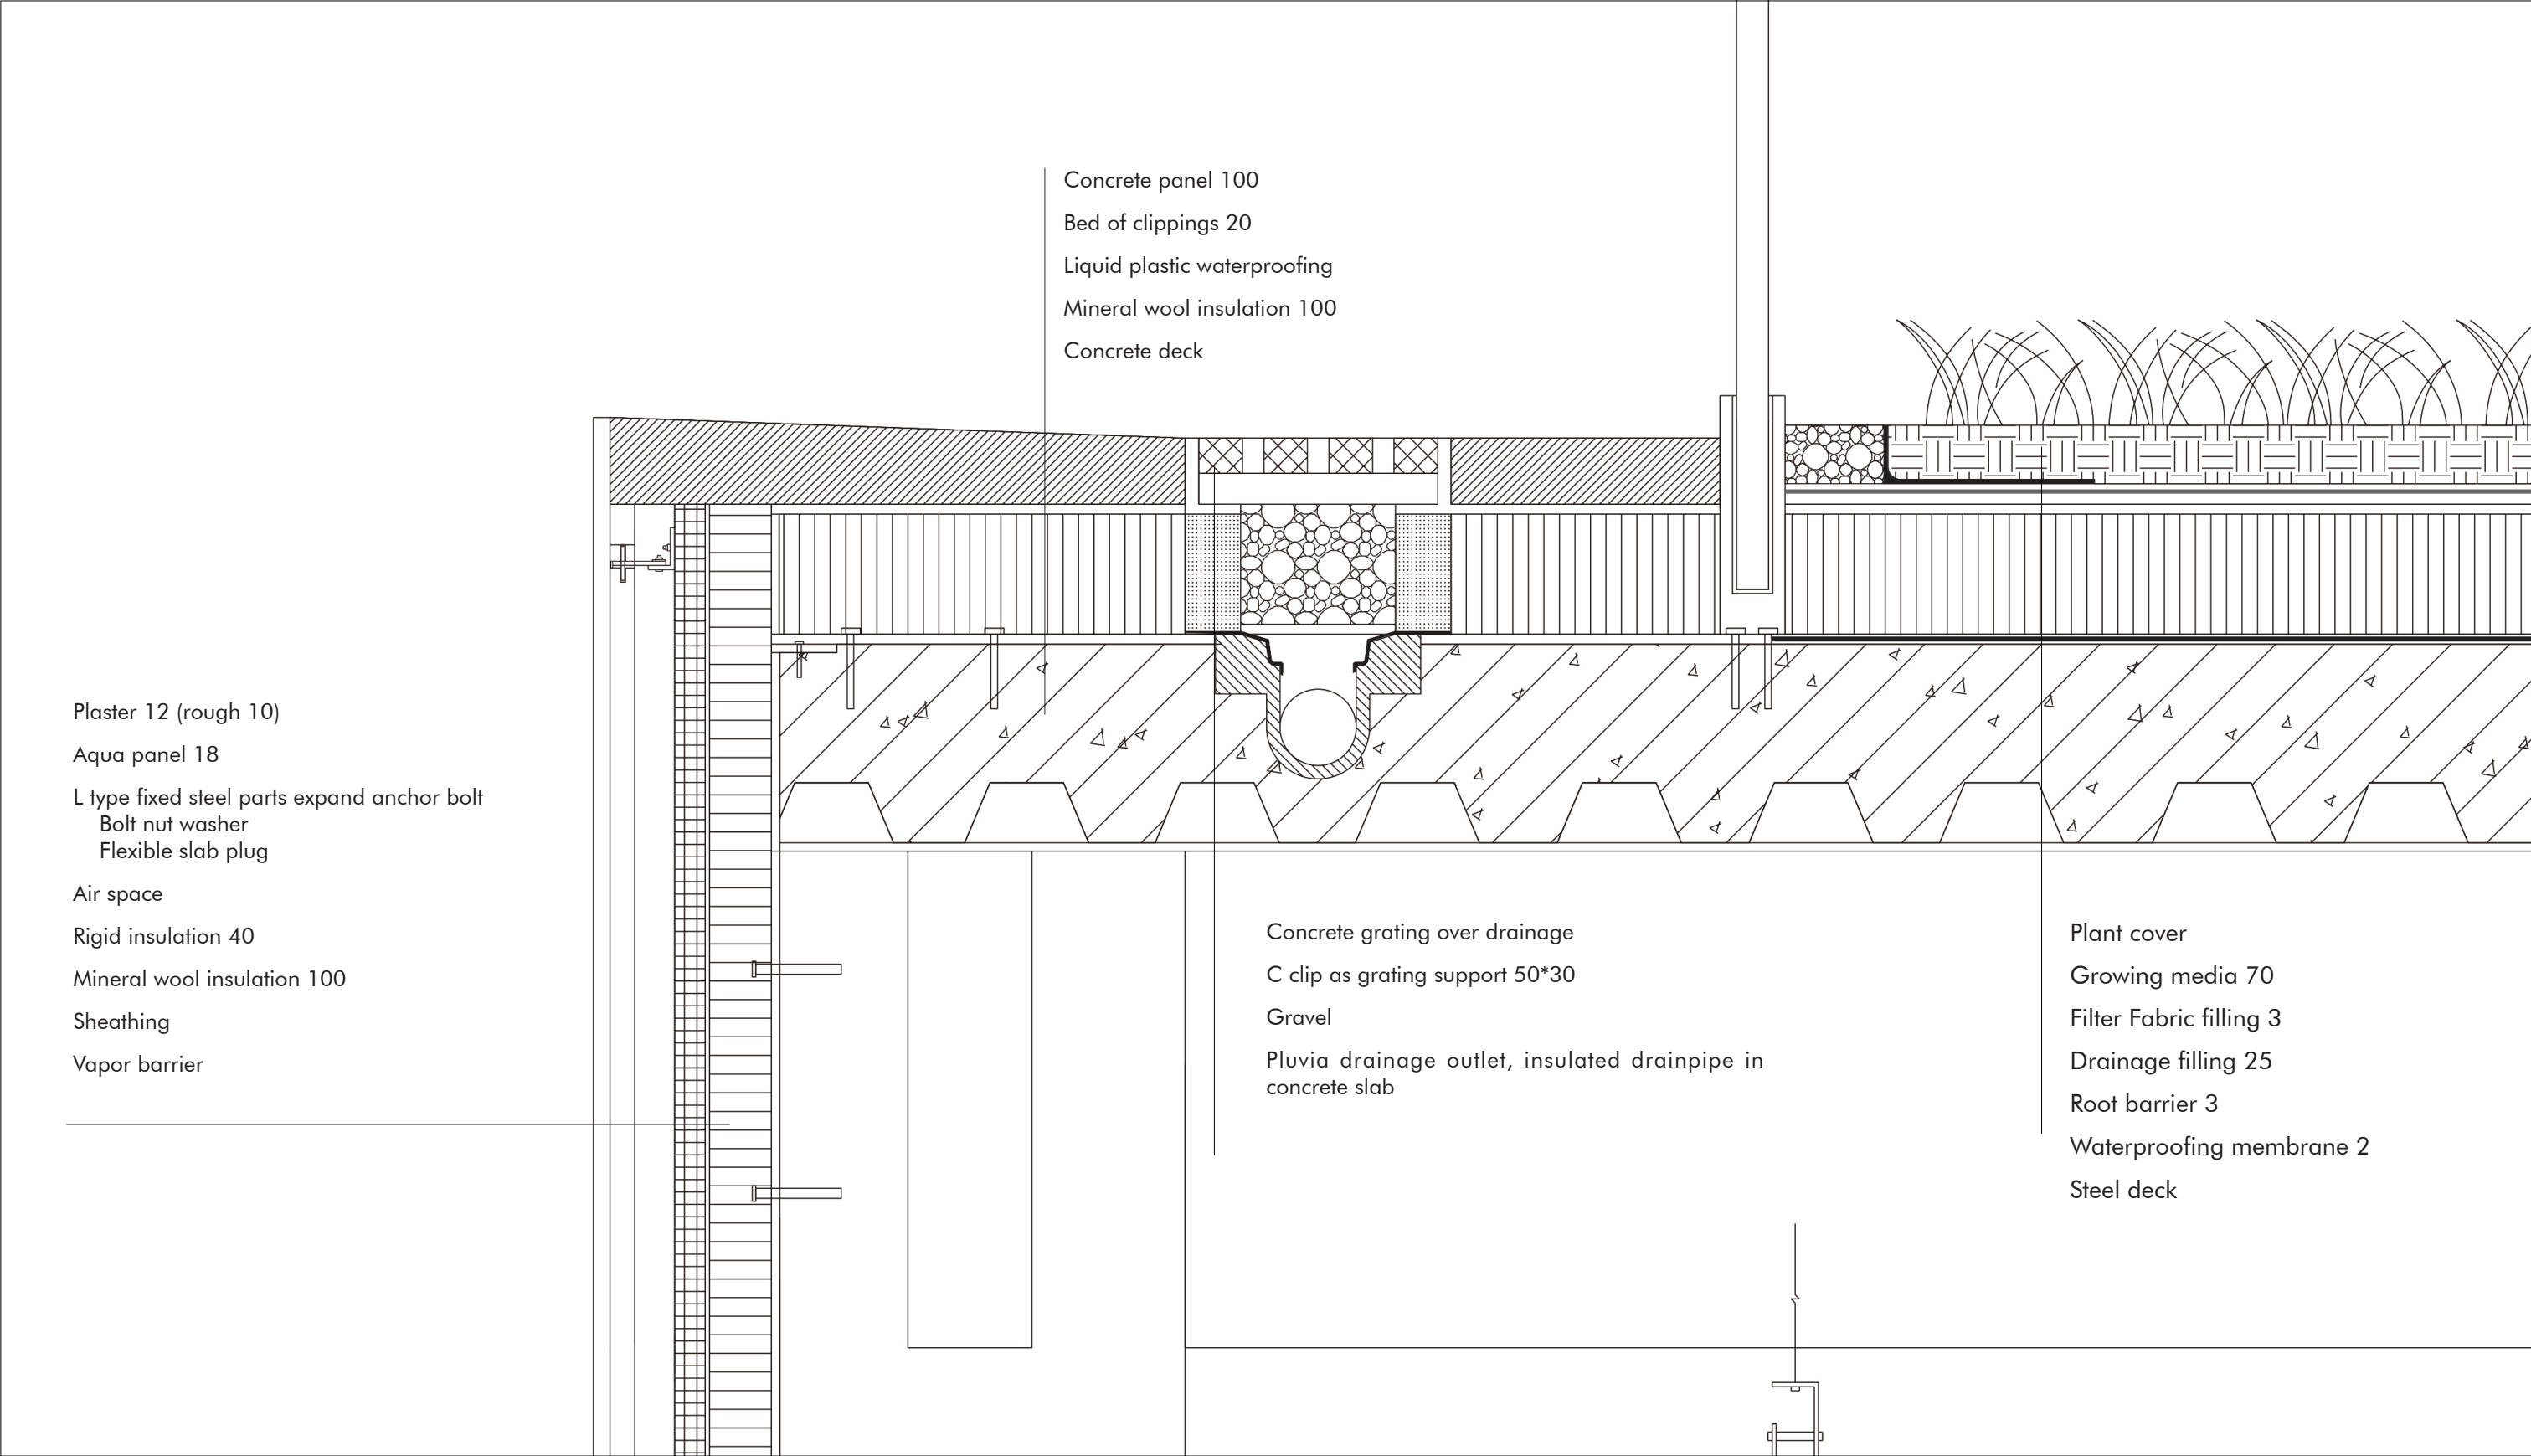 Concrete panel 100
Bed of clippings 20
Liquid plastic waterproofing
Mineral wool insulation 100
Concrete deck
Plaster 12 (rough 10)
Aqua panel 18
L type fixed steel parts expand anchor bolt
Bolt nut washer
Flexible slab plug
Air space
Rigid insulation 40
Mineral wool insulation 100
Sheathing
Vapor barrier
Concrete grating over drainage
C clip as grating support 50*30
Gravel
Pluvia drainage outlet, insulated drainpipe in
concrete slab
Plant cover
Growing media 70
Filter Fabric filling 3
Drainage filling 25
Root barrier 3
Waterproofing membrane 2
Steel deck